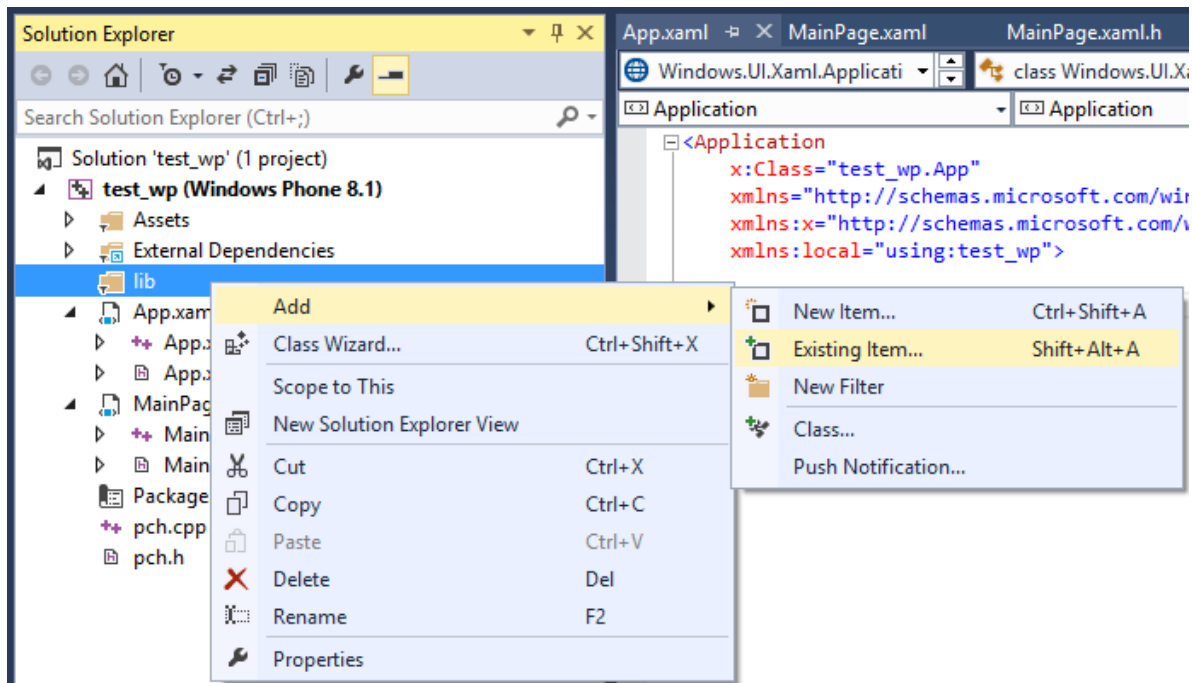 Solution Explorer
Search Solution Explorer (Ctrl+;)
Solution 'test_wp' (1 project)
test_wp (Windows Phone 8.1)
Assets
External Dependencies
lib
App.xam
App.x
App.x
MainPag
Main
Main
Package
pch.cpp
pch.h
Add
Class Wizard... Ctrl+Shift+X
Scope to This
New Solution Explorer View
Cut Ctrl+X
Copy Ctrl+C
Paste Ctrl+V
Delete Del
Rename F2
Properties
New Item... Ctrl+Shift+A
Existing Item... Shift+Alt+A
New Filter
Class...
Push Notification...
App.xaml MainPage.xaml MainPage.xaml.h
Windows.UI.Xaml.Applicati class Windows.UI.Xa
Application Application
<Application
x:Class="test_wp.App"
xmlns="http://schemas.microsoft.com/win
xmlns:x="http://schemas.microsoft.com/w
xmlns:local="using:test_wp">